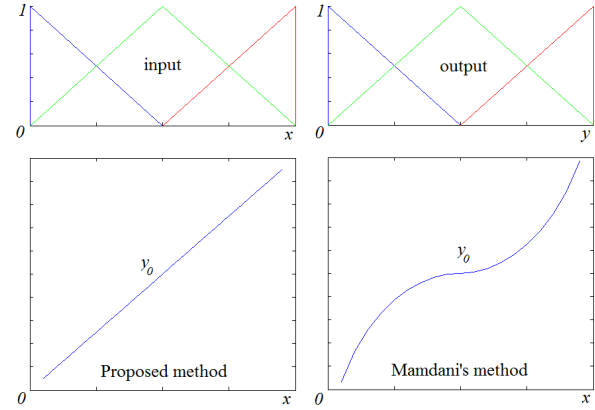 1
input
0
x
1
output
0
y
y0
Proposed method
0
x
y0
Mamdani's method
0
x